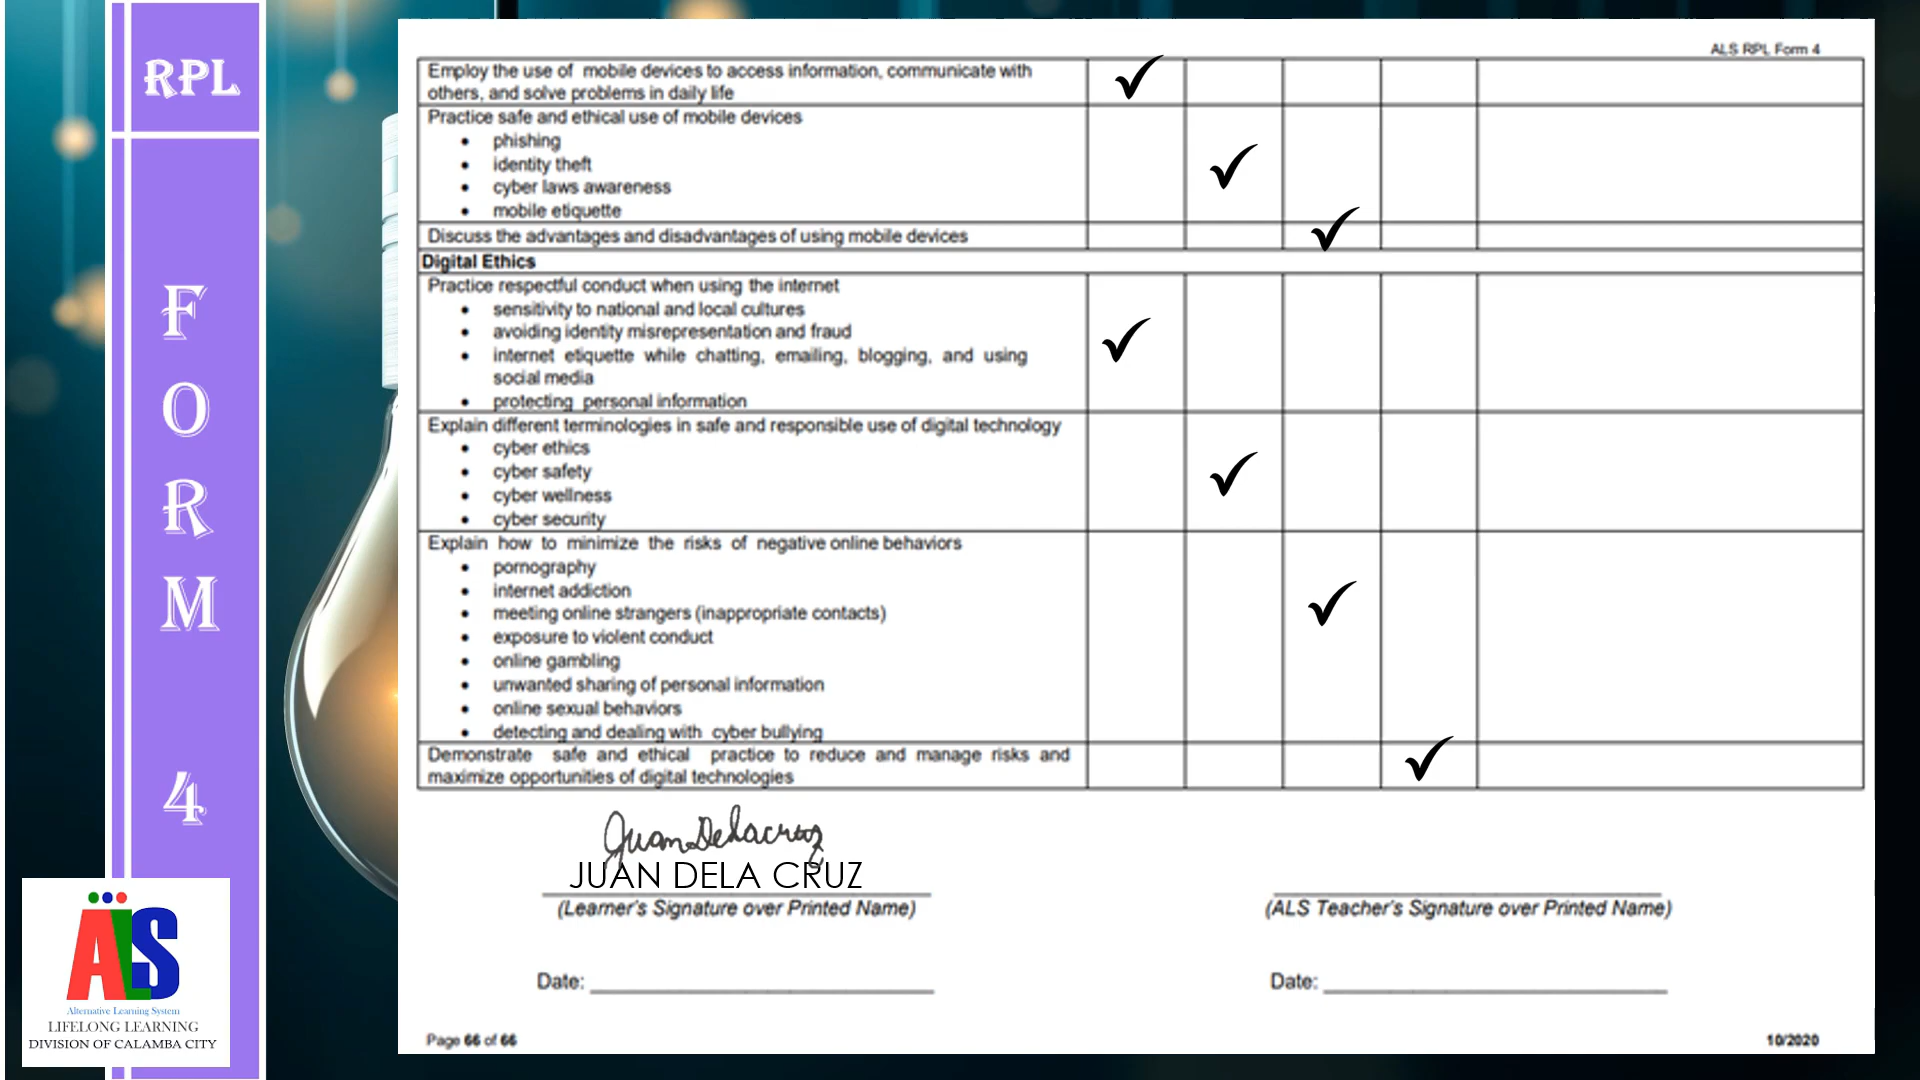 RPL
FORM 4
ALS
Alternative Learning System
LIFELONG LEARNING
DIVISION OF CALAMBA CITY
ALS RPL Form 4
Employ the use of mobile devices to access information, communicate with
others, and solve problems in daily life
Practice safe and ethical use of mobile devices
• phishing
• identity theft
• cyber laws awareness
• mobile etiquette
Discuss the advantages and disadvantages of using mobile devices
Digital Ethics
Practice respectful conduct when using the internet
• sensitivity to national and local cultures
• avoiding identity misrepresentation and fraud
• internet etiquette while chatting, emailing, blogging, and using
social media
• protecting personal information
Explain different terminologies in safe and responsible use of digital technology
• cyber ethics
• cyber safety
• cyber wellness
• cyber security
Explain how to minimize the risks of negative online behaviors
• pornography
• internet addiction
• meeting online strangers (inappropriate contacts)
• exposure to violent conduct
• online gambling
• unwanted sharing of personal information
• online sexual behaviors
• detecting and dealing with cyber bullying
Demonstrate safe and ethical practice to reduce and manage risks and
maximize opportunities of digital technologies
Juan Delacruz
JUAN DELA CRUZ
(Learner's Signature over Printed Name)
(ALS Teacher's Signature over Printed Name)
Date: ____________________
Date: ____________________
Page 66 of 66
10/2020